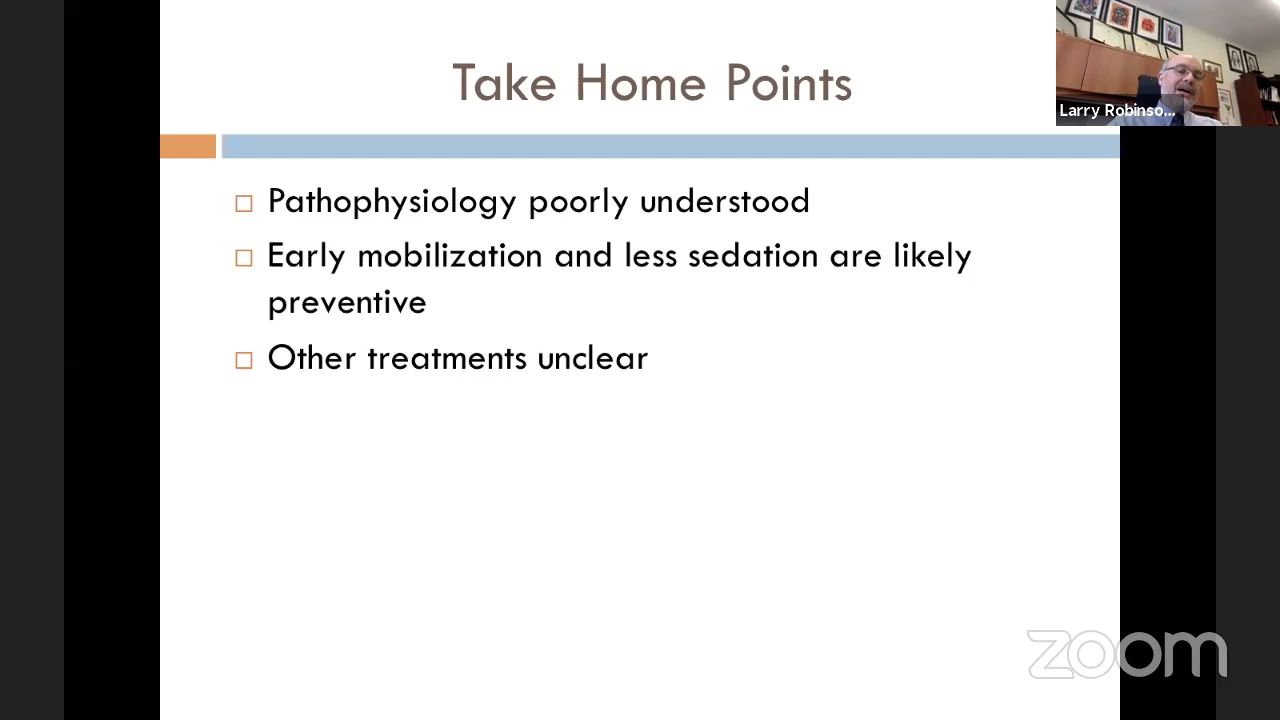 Take Home Points
Larry Robinso...
Pathophysiology poorly understood
Early mobilization and less sedation are likely
preventive
Other treatments unclear
zoom